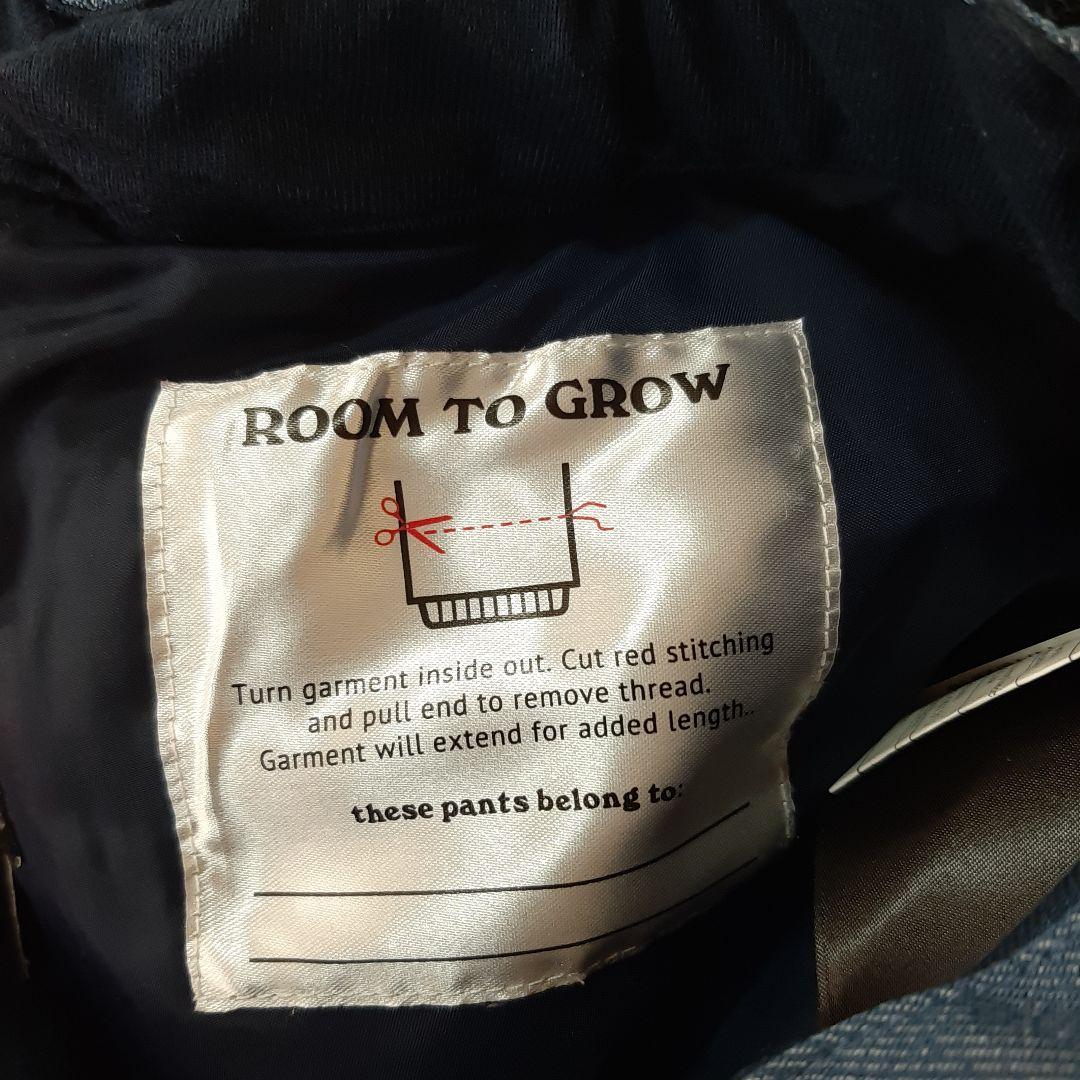 ROOM TO GROW
Turn garment inside out. Cut red stitching
and pull end to remove thread.
Garment will extend for added length..
these pants belong to: